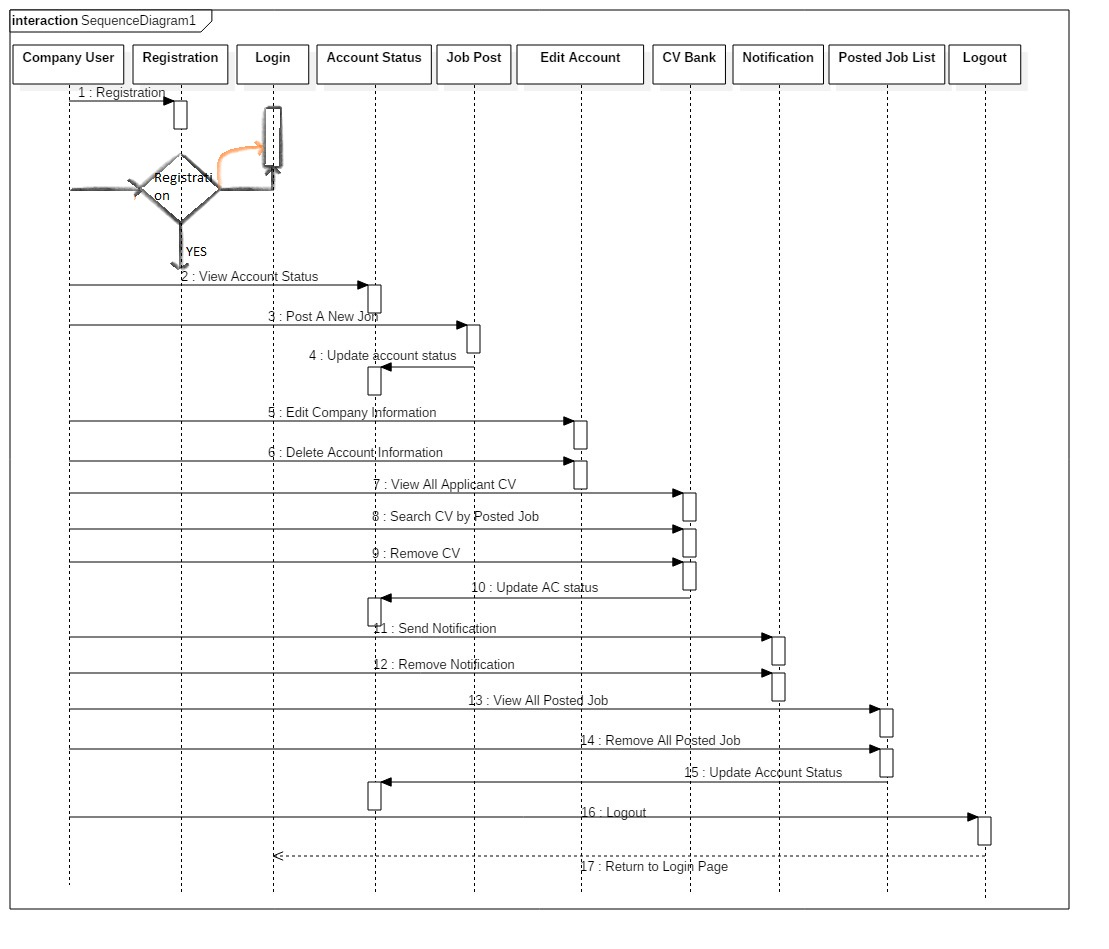 interaction SequenceDiagram1
Company User
Registration
Login
Account Status
Job Post
Edit Account
CV Bank
Notification
Posted Job List
Logout
1 : Registration
Registrati
on
YES
2 : View Account Status
3 : Post A New Job
4 : Update account status
5 : Edit Company Information
6 : Delete Account Information
7 : View All Applicant CV
8 : Search CV by Posted Job
9 : Remove CV
10 : Update AC status
11 : Send Notification
12 : Remove Notification
13 : View All Posted Job
14 : Remove All Posted Job
15 : Update Account Status
16 : Logout
17 : Return to Login Page